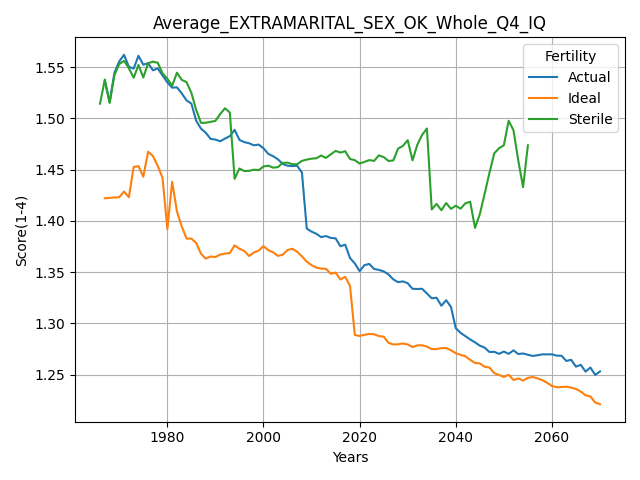 Average_EXTRAMARITAL_SEX_OK_Whole_Q4_IQ
Fertility
Actual
Ideal
Sterile
Score(1-4)
1.55
1.50
1.45
1.40
1.35
1.30
1.25
1980 2000 2020 2040 2060
Years